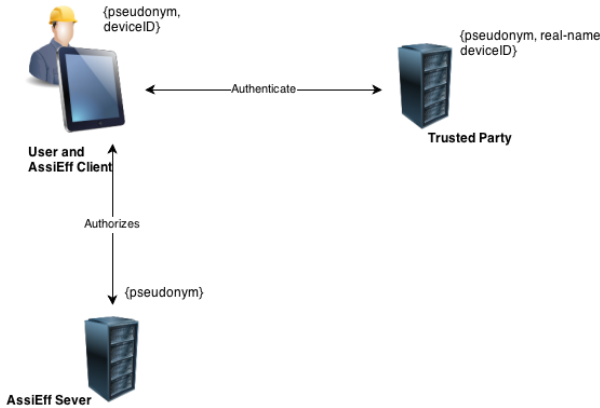 {pseudonym,
deviceID}
{pseudonym, real-name
deviceID}
Authenticate
Trusted Party
User and
AssiEff Client
Authorizes
{pseudonym}
AssiEff Sever